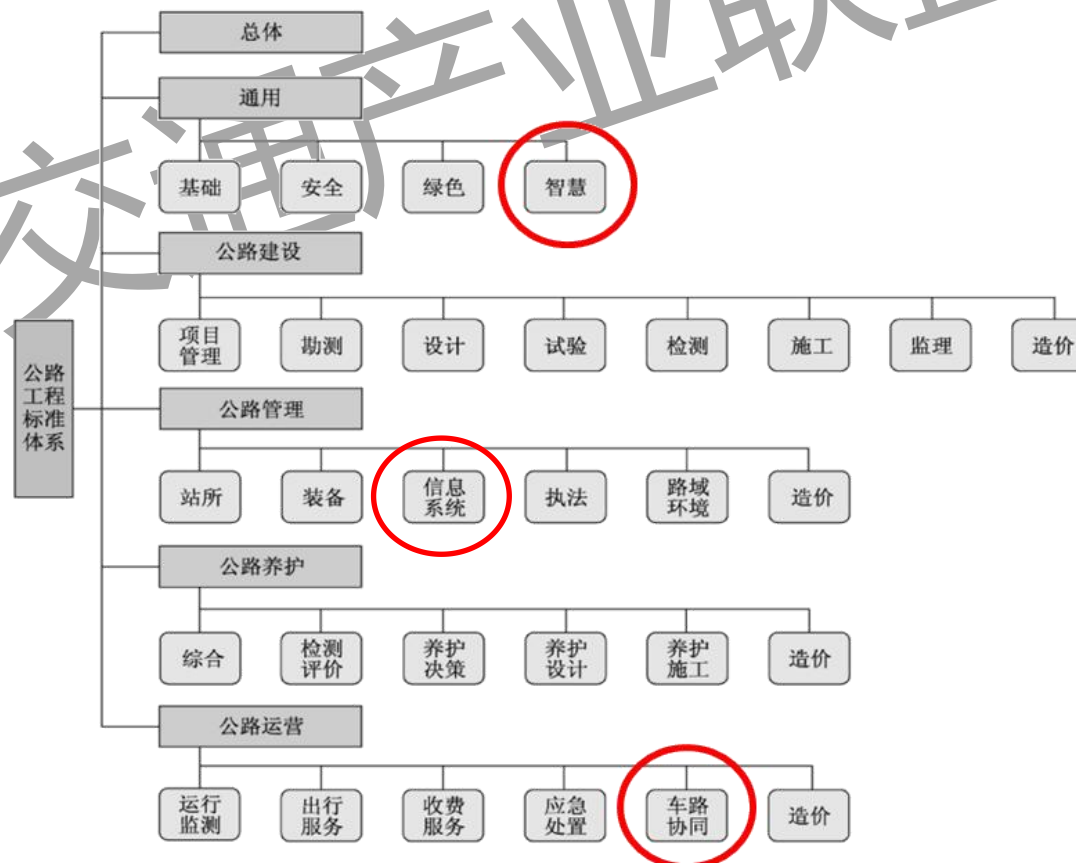 交通产业联盟
总体
通用
基础 安全 绿色 智慧
公路建设
项目
管理
勘测 设计 试验 检测 施工 监理 造价
公路
工程
标准
体系
公路管理
站所 装备
信息
系统
执法
路域
环境
造价
公路养护
综合
检测
评价
养护
决策
养护
设计
养护
施工
造价
公路运营
运行
监测
出行
服务
收费
服务
应急
处置
车路
协同
造价